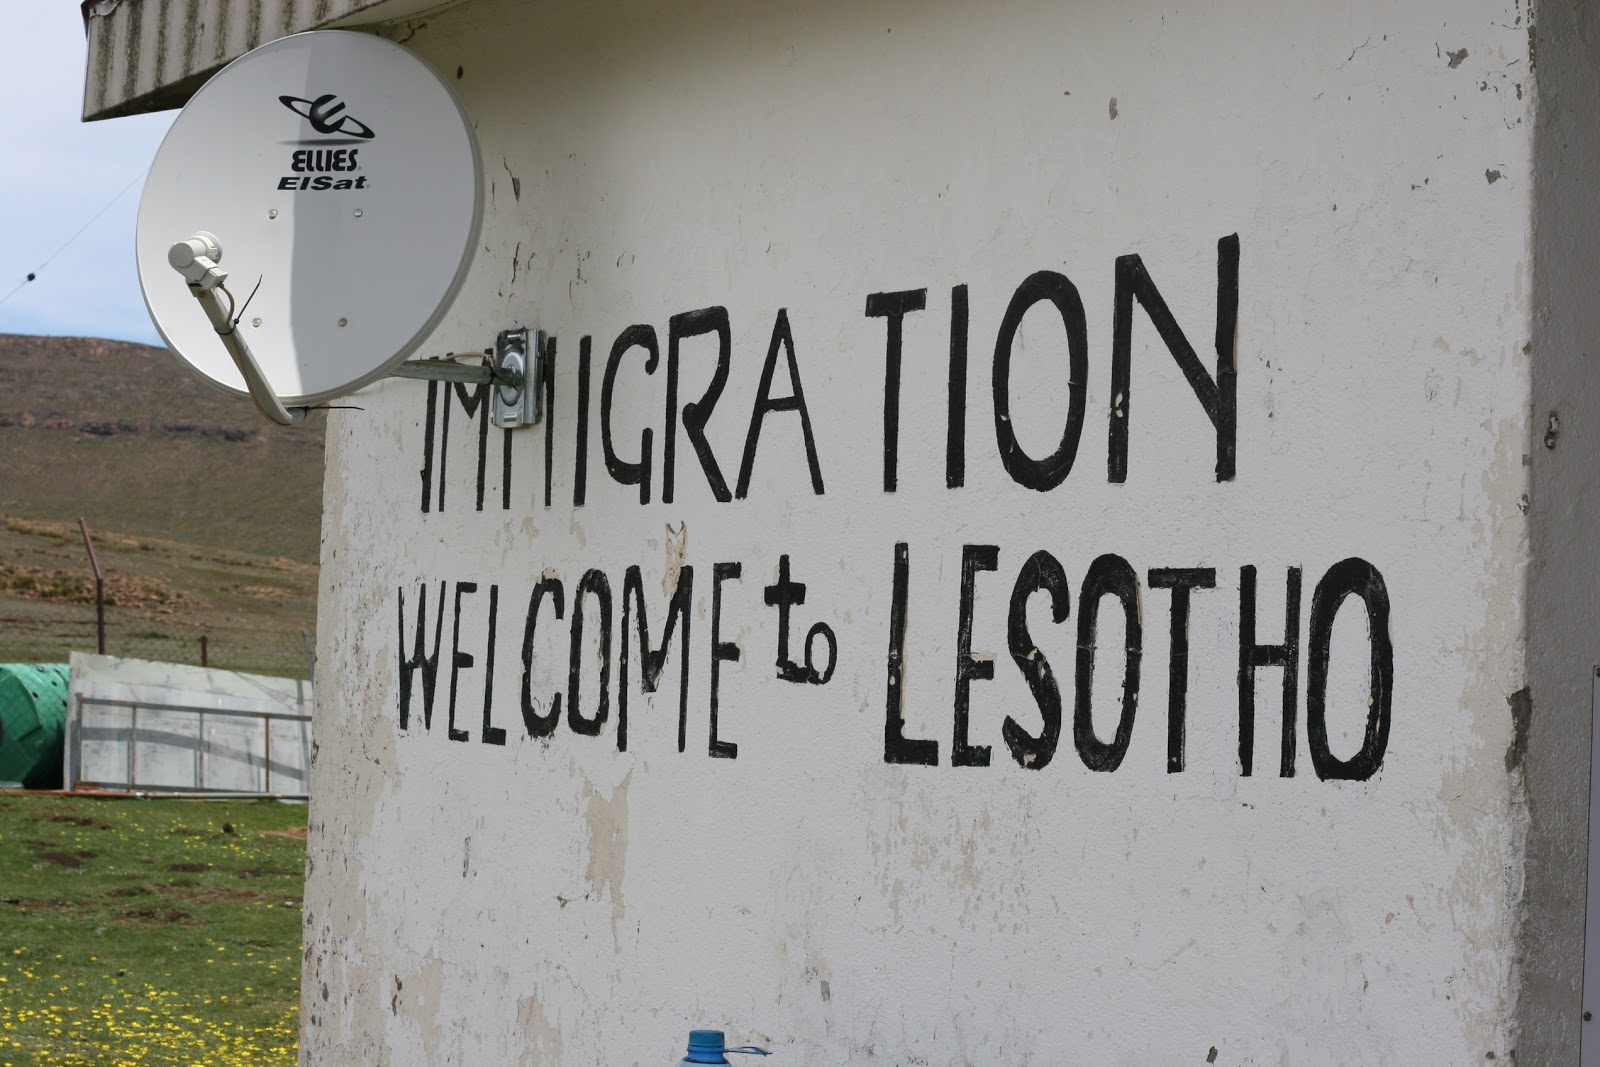 ELLIES
ElSat
IMMIGRATION
WELCOME to LESOTHO